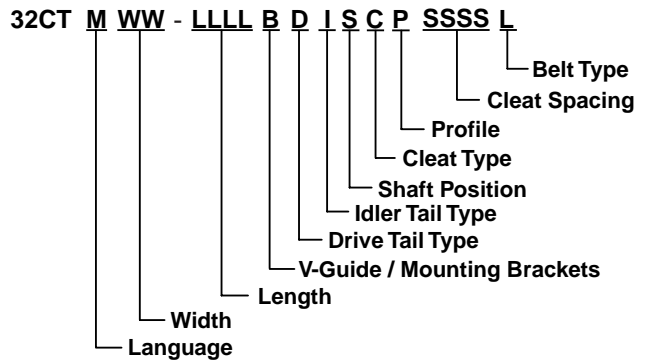 32CT M WW - LLLL B D I S C P SSSS L
Belt Type
Cleat Spacing
Profile
Cleat Type
Shaft Position
Idler Tail Type
Drive Tail Type
V-Guide / Mounting Brackets
Length
Width
Language